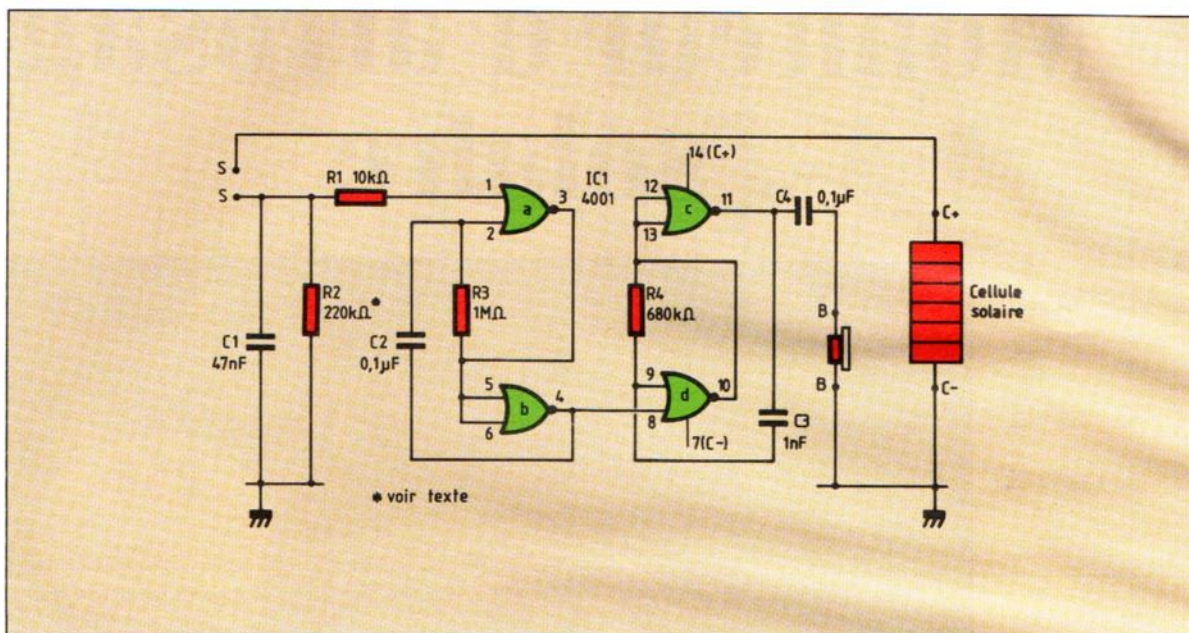 S
S
R1 10kΩ
1
2
a
3
IC1
4001
14(C+)
12
13
c
11
C4
0,1µF
C+
R2
220kΩ*
C1
47nF
C2
0,1µF
R3
1MΩ
R4
680kΩ
B
B
Cellule
solaire
5
6
b
4
9
8
d
10
7(C-)
C3
1nF
C-
* voir texte